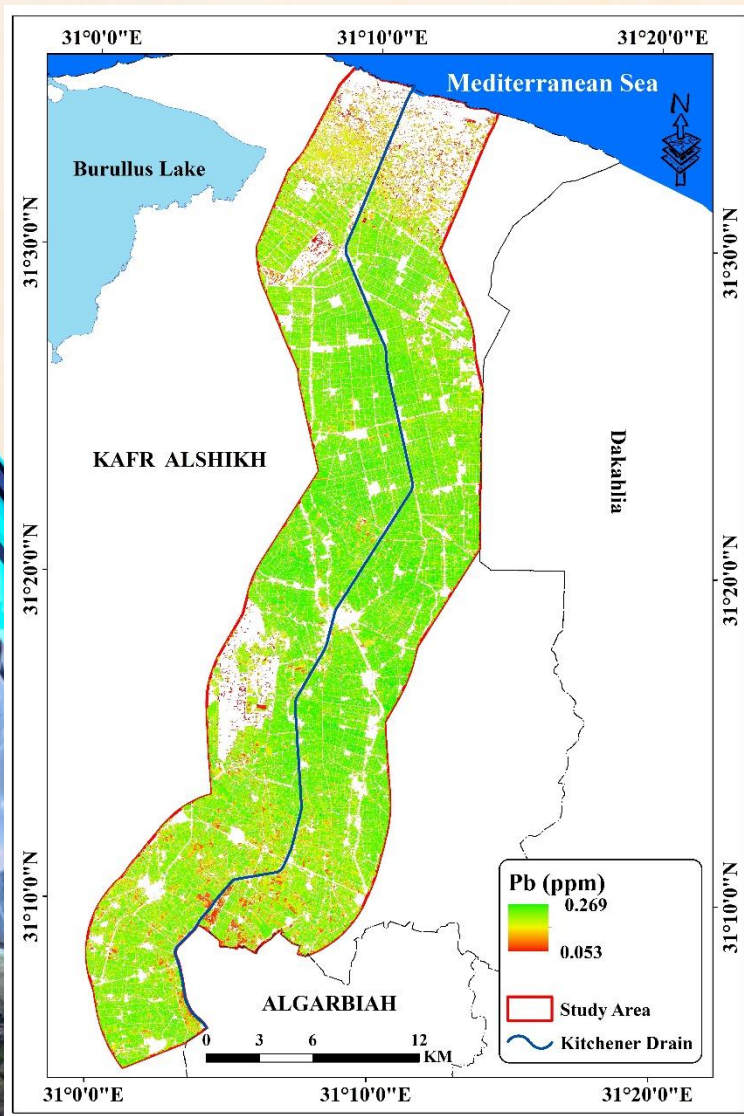 31°0'0"E 31°10'0"E 31°20'0"E
Mediterranean Sea
N
Burullus Lake
31°30'0"N
31°30'0"N
KAFR ALSHIKH
Dakahlia
31°20'0"N
31°20'0"N
31°10'0"N
31°10'0"N
Pb (ppm)
0.269
0.053
Study Area
Kitchener Drain
ALGARBIAH
0 3 6 12
KM
31°0'0"E 31°10'0"E 31°20'0"E